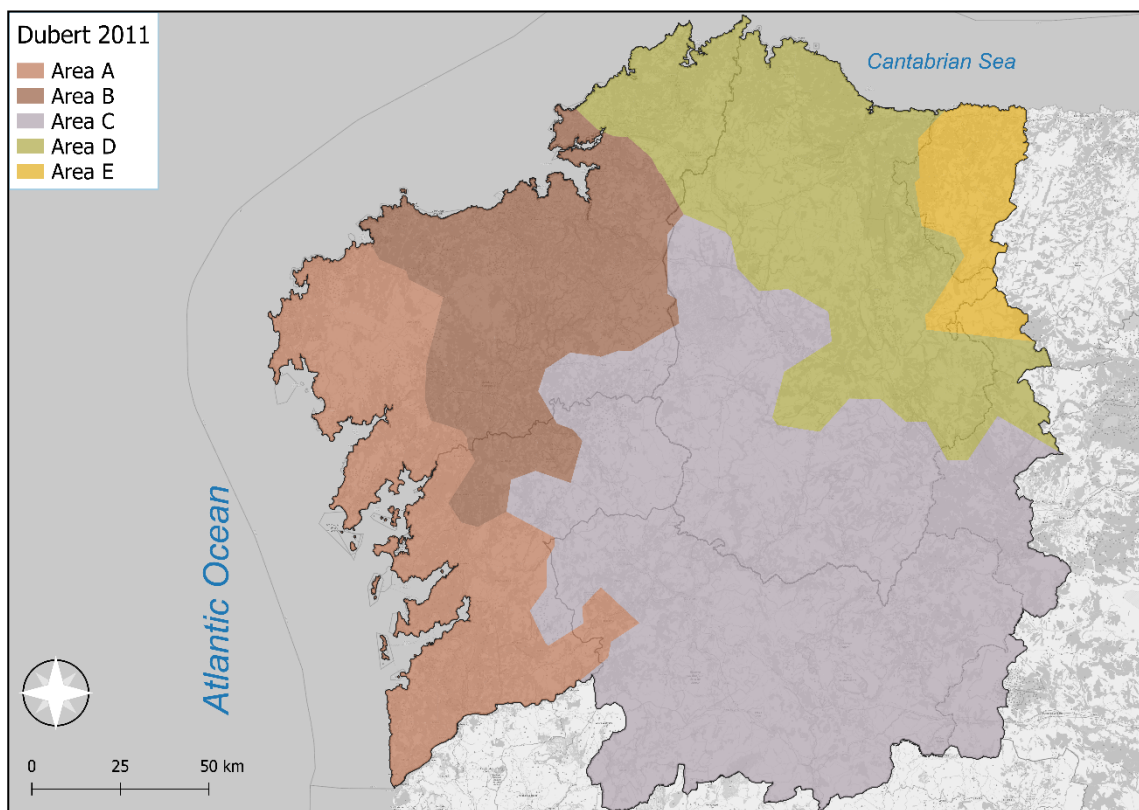 Dubert 2011
Area A
Area B
Area C
Area D
Area E
Cantabrian Sea
Atlantic Ocean
0 25 50 km